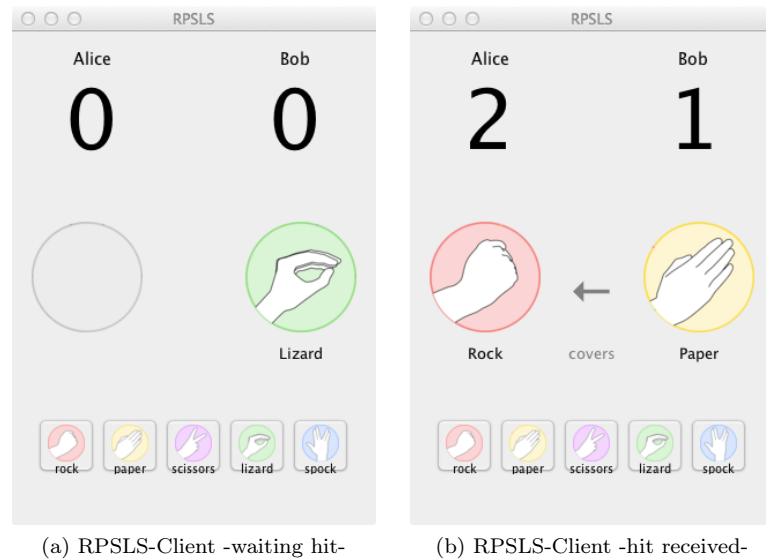 RPSLS
Alice Bob
0 0
Lizard
rock paper scissors lizard spock
(a) RPSLS-Client -waiting hit-
RPSLS
Alice Bob
2 1
Rock covers Paper
rock paper scissors lizard spock
(b) RPSLS-Client -hit received-